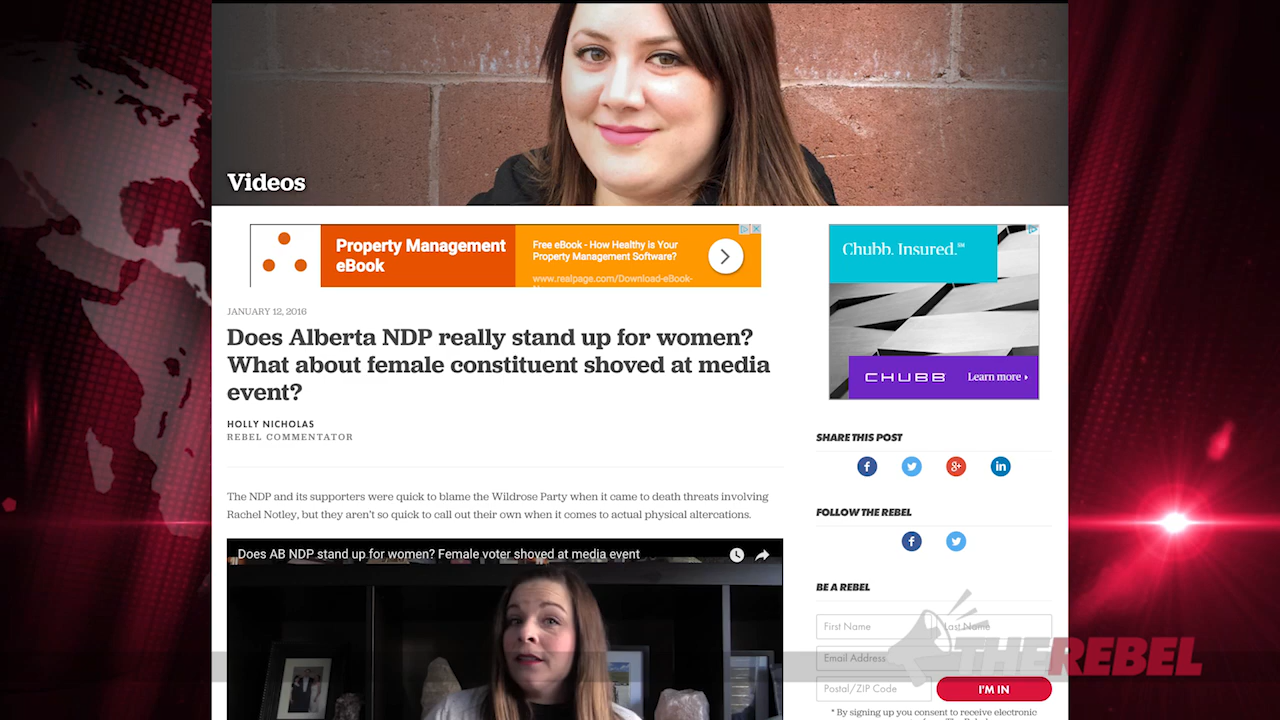 Videos
Property Management
eBook
Free eBook - How Healthy is Your
Property Management Software?
www.realpage.com/Download-eBook-
Chubb. Insured.℠
CHUBB
Learn more
JANUARY 12, 2016
Does Alberta NDP really stand up for women?
What about female constituent shoved at media
event?
HOLLY NICHOLAS
REBEL COMMENTATOR
The NDP and its supporters were quick to blame the Wildrose Party when it came to death threats involving
Rachel Notley, but they aren't so quick to call out their own when it comes to actual physical altercations.
Does AB NDP stand up for women? Female voter shoved at media event
SHARE THIS POST
FOLLOW THE REBEL
BE A REBEL
First Name
Last Name
Email Address
Postal/ZIP Code
I'M IN
* By signing up you consent to receive electronic
THE REBEL